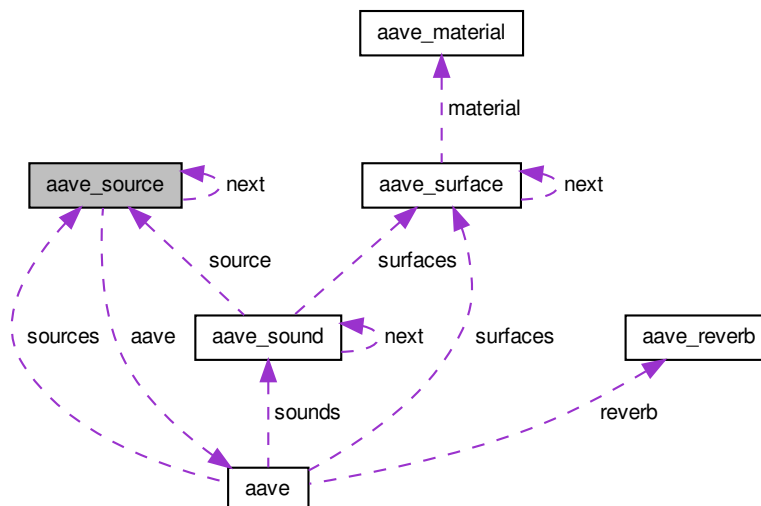 aave_material
material
aave_source
next
aave_surface
next
source
surfaces
sources
aave
aave_sound
next
surfaces
aave_reverb
sounds
reverb
aave